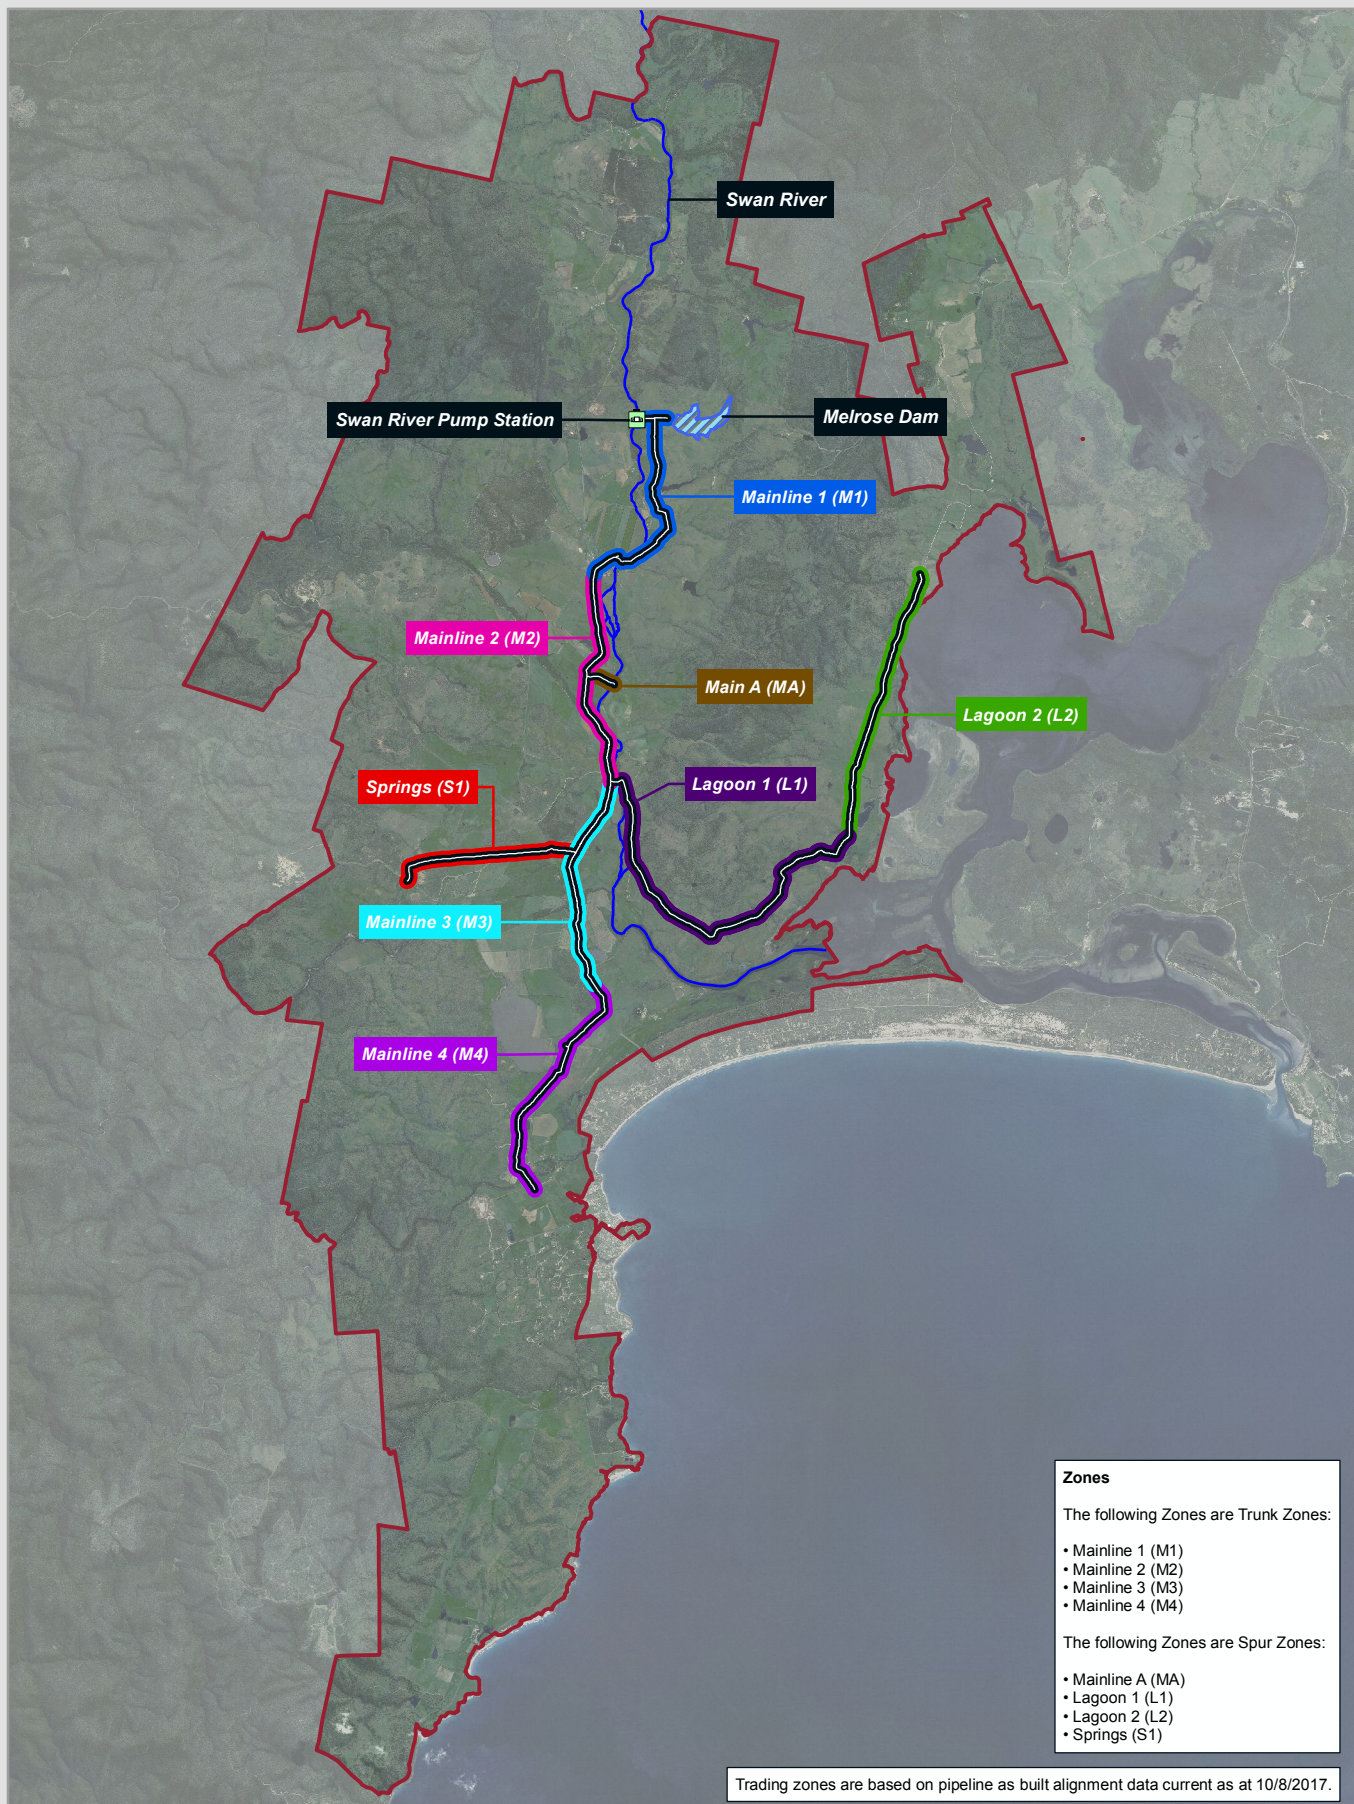 Swan River
Swan River Pump Station
Melrose Dam
Mainline 1 (M1)
Mainline 2 (M2)
Main A (MA)
Lagoon 2 (L2)
Springs (S1)
Lagoon 1 (L1)
Mainline 3 (M3)
Mainline 4 (M4)
Zones
The following Zones are Trunk Zones:
• Mainline 1 (M1)
• Mainline 2 (M2)
• Mainline 3 (M3)
• Mainline 4 (M4)
The following Zones are Spur Zones:
• Mainline A (MA)
• Lagoon 1 (L1)
• Lagoon 2 (L2)
• Springs (S1)
Trading zones are based on pipeline as built alignment data current as at 10/8/2017.